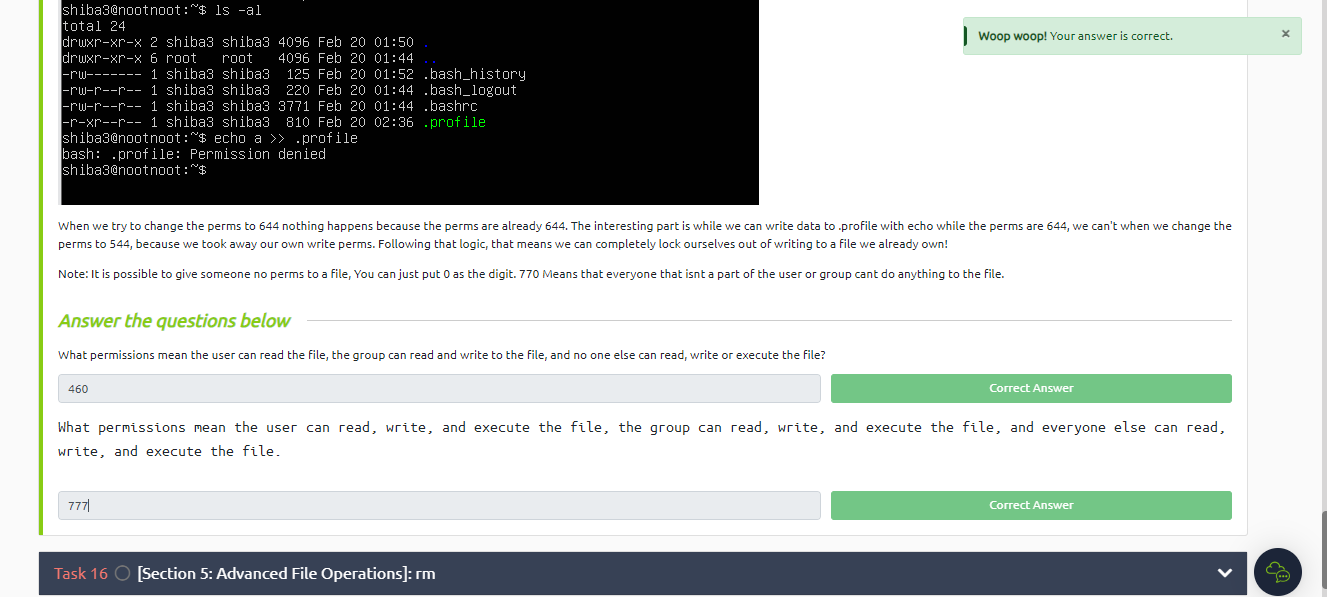 shiba3@nootnoot:~$ ls -al
total 24
drwxr-xr-x 2 shiba3 shiba3 4096 Feb 20 01:50 .
drwxr-xr-x 6 root   root   4096 Feb 20 01:44 ..
-rw------- 1 shiba3 shiba3  125 Feb 20 01:52 .bash_history
-rw-r--r-- 1 shiba3 shiba3  220 Feb 20 01:44 .bash_logout
-rw-r--r-- 1 shiba3 shiba3 3771 Feb 20 01:44 .bashrc
-r-xr--r-- 1 shiba3 shiba3  810 Feb 20 02:36 .profile
shiba3@nootnoot:~$ echo a >> .profile
bash: .profile: Permission denied
shiba3@nootnoot:~$
Woop woop! Your answer is correct. ×
When we try to change the perms to 644 nothing happens because the perms are already 644. The interesting part is while we can write data to .profile with echo while the perms are 644, we can't when we change the
perms to 544, because we took away our own write perms. Following that logic, that means we can completely lock ourselves out of writing to a file we already own!
Note: It is possible to give someone no perms to a file, You can just put 0 as the digit. 770 Means that everyone that isnt a part of the user or group cant do anything to the file.
Answer the questions below
What permissions mean the user can read the file, the group can read and write to the file, and no one else can read, write or execute the file?
460 Correct Answer
What permissions mean the user can read, write, and execute the file, the group can read, write, and execute the file, and everyone else can read,
write, and execute the file.
777 Correct Answer
Task 16 [Section 5: Advanced File Operations]: rm